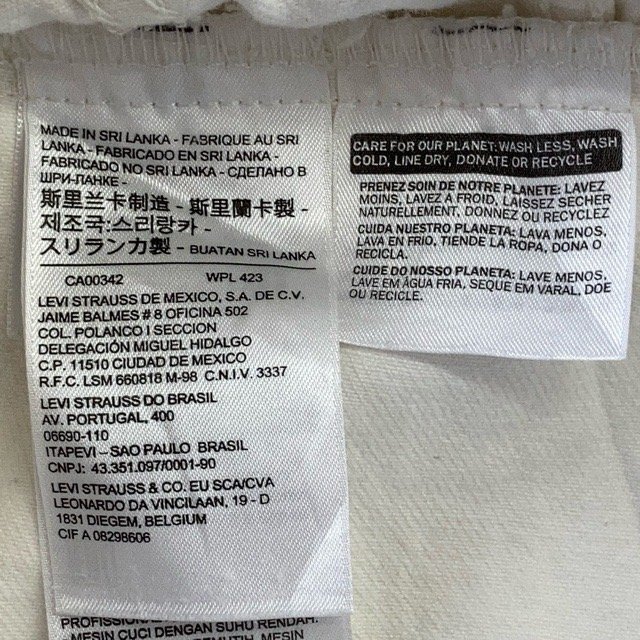 MADE IN SRI LANKA - FABRIQUE AU SRI
LANKA - FABRICADO EN SRI LANKA -
FABRICADO NO SRI LANKA - СДЕЛАНО В
ШРИ-ЛАНКЕ -
斯里兰卡制造 - 斯里蘭卡製 -
제조국:스리랑카 -
スリランカ製 - BUATAN SRI LANKA
CA00342 WPL 423
LEVI STRAUSS DE MEXICO, S.A. DE C.V.
JAIME BALMES # 8 OFICINA 502
COL. POLANCO I SECCION
DELEGACIÓN MIGUEL HIDALGO
C.P. 11510 CIUDAD DE MEXICO
R.F.C. LSM 660818 M-98 C.N.I.V. 3337
LEVI STRAUSS DO BRASIL
AV. PORTUGAL, 400
06690-110
ITAPEVI – SAO PAULO BRASIL
CNPJ: 43.351.097/0001-90
LEVI STRAUSS & CO. EU SCA/CVA
LEONARDO DA VINCILAAN, 19 - D
1831 DIEGEM, BELGIUM
CIF A 08298606
PROFESSIONAL
- MESIN CUCI DENGAN SUHU RENDAH.
MESIN
CARE FOR OUR PLANET: WASH LESS, WASH
COLD, LINE DRY, DONATE OR RECYCLE
PRENEZ SOIN DE NOTRE PLANETE: LAVEZ
MOINS, LAVEZ À FROID, LAISSEZ SECHER
NATURELLEMENT, DONNEZ OU RECYCLEZ
CUIDA NUESTRO PLANETA: LAVA MENOS,
LAVA EN FRÍO, TIENDE LA ROPA, DONA O
RECICLA.
CUIDE DO NOSSO PLANETA: LAVE MENOS,
LAVE EM ÁGUA FRIA, SEQUE EM VARAL, DOE
OU RECICLE.